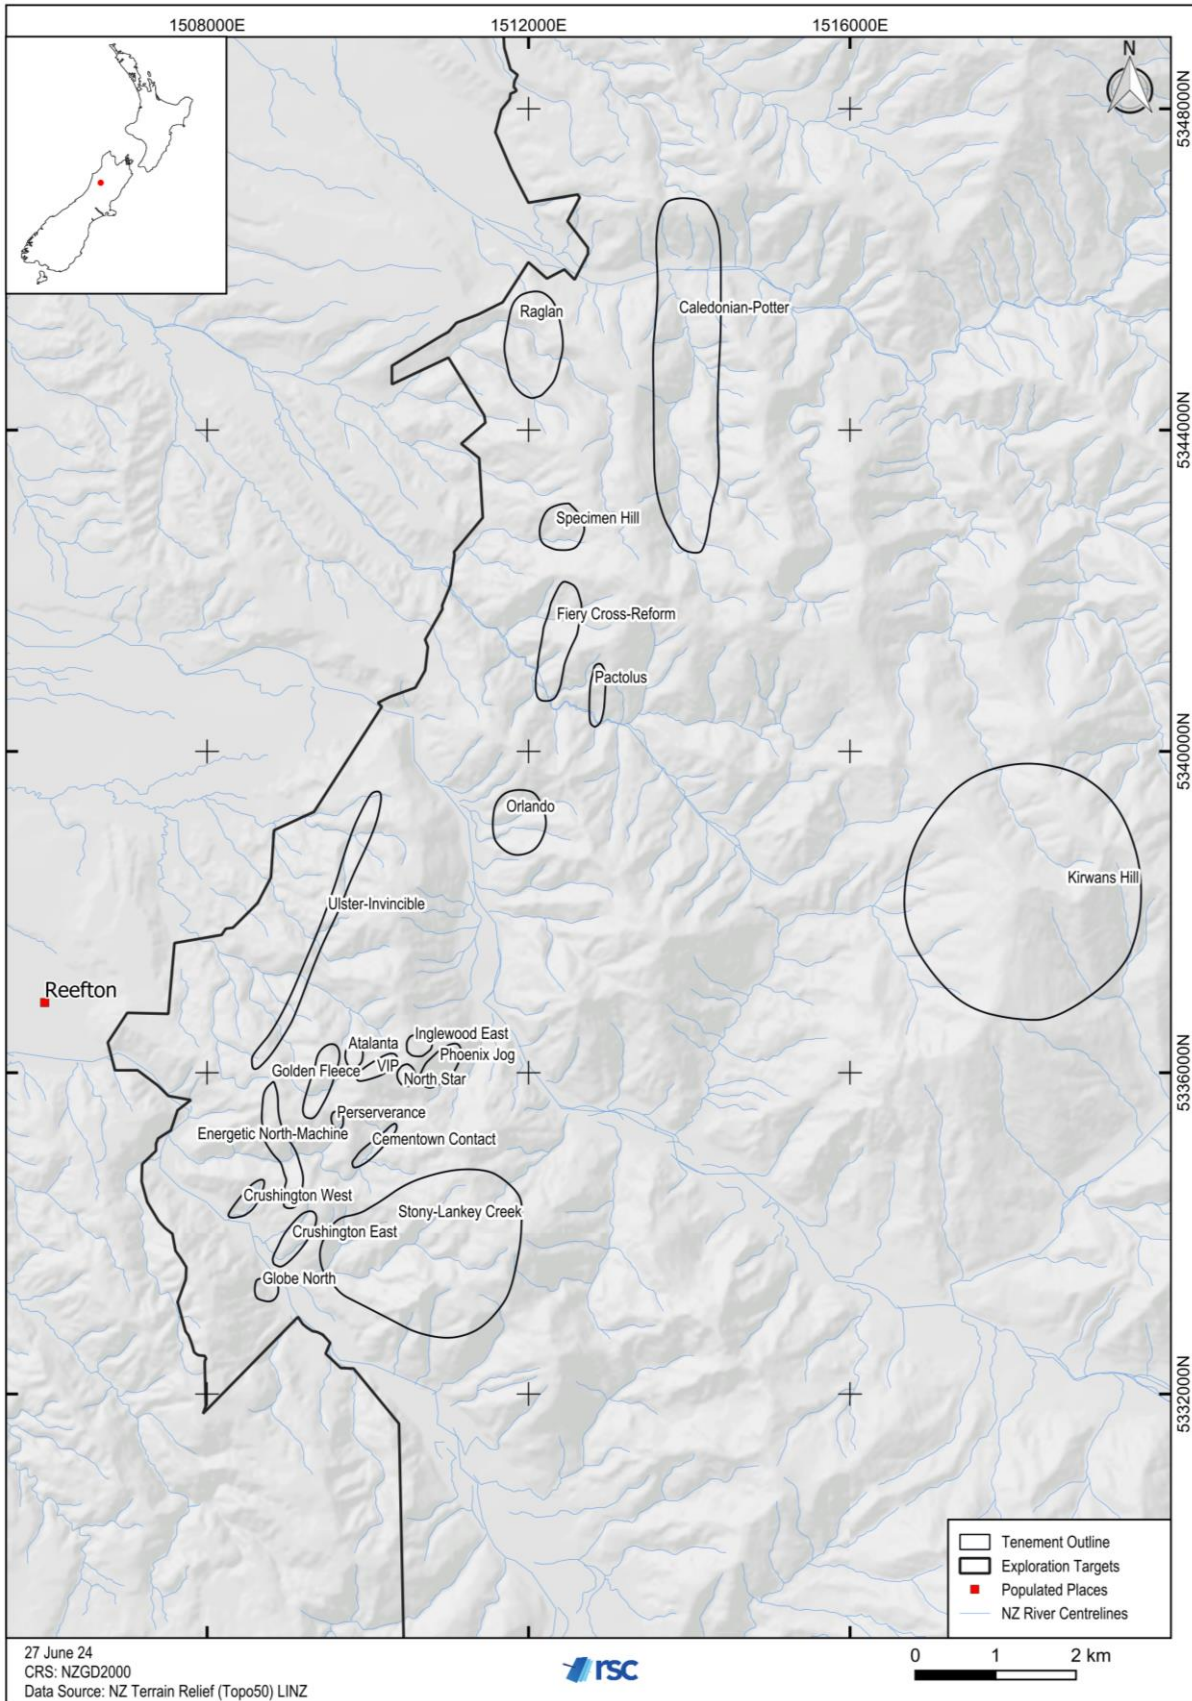 1508000E
1512000E
1516000E
N
5348000N
Raglan
Caledonian-Potter
5344000N
Specimen Hill
Fiery Cross-Reform
Pactolus
5340000N
Orlando
Kirwans Hill
Ulster-Invincible
Reefton
Inglewood East
Atalanta
Phoenix Jog
VIP
Golden Fleece
North Star
5336000N
Perserverance
Energetic North-Machine
Cementown Contact
Crushington West
Stony-Lankey Creek
Crushington East
Globe North
5332000N
Tenement Outline
Exploration Targets
Populated Places
NZ River Centrelines
27 June 24
CRS: NZGD2000
Data Source: NZ Terrain Relief (Topo50) LINZ
rsc
0 1 2 km